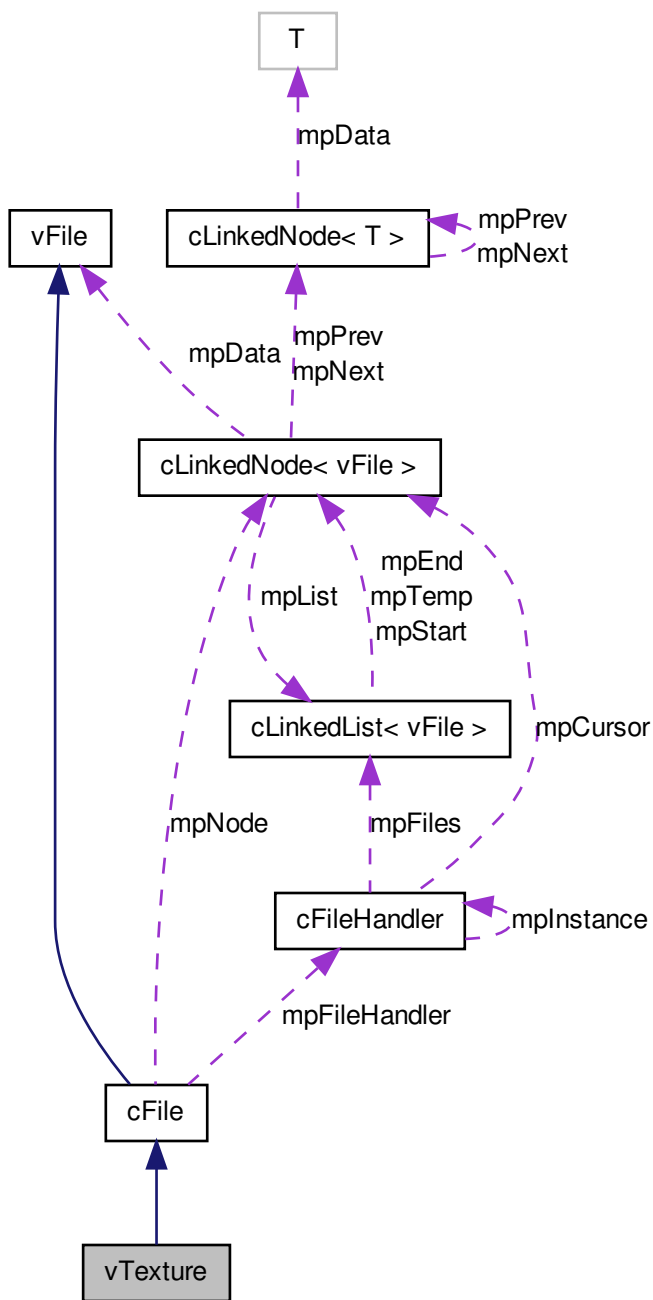 T
mpData
vFile
cLinkedNode< T >
mpPrev
mpNext
mpData
mpPrev
mpNext
cLinkedNode< vFile >
mpList
mpEnd
mpTemp
mpStart
cLinkedList< vFile >
mpCursor
mpNode
mpFiles
cFileHandler
mpInstance
mpFileHandler
cFile
vTexture